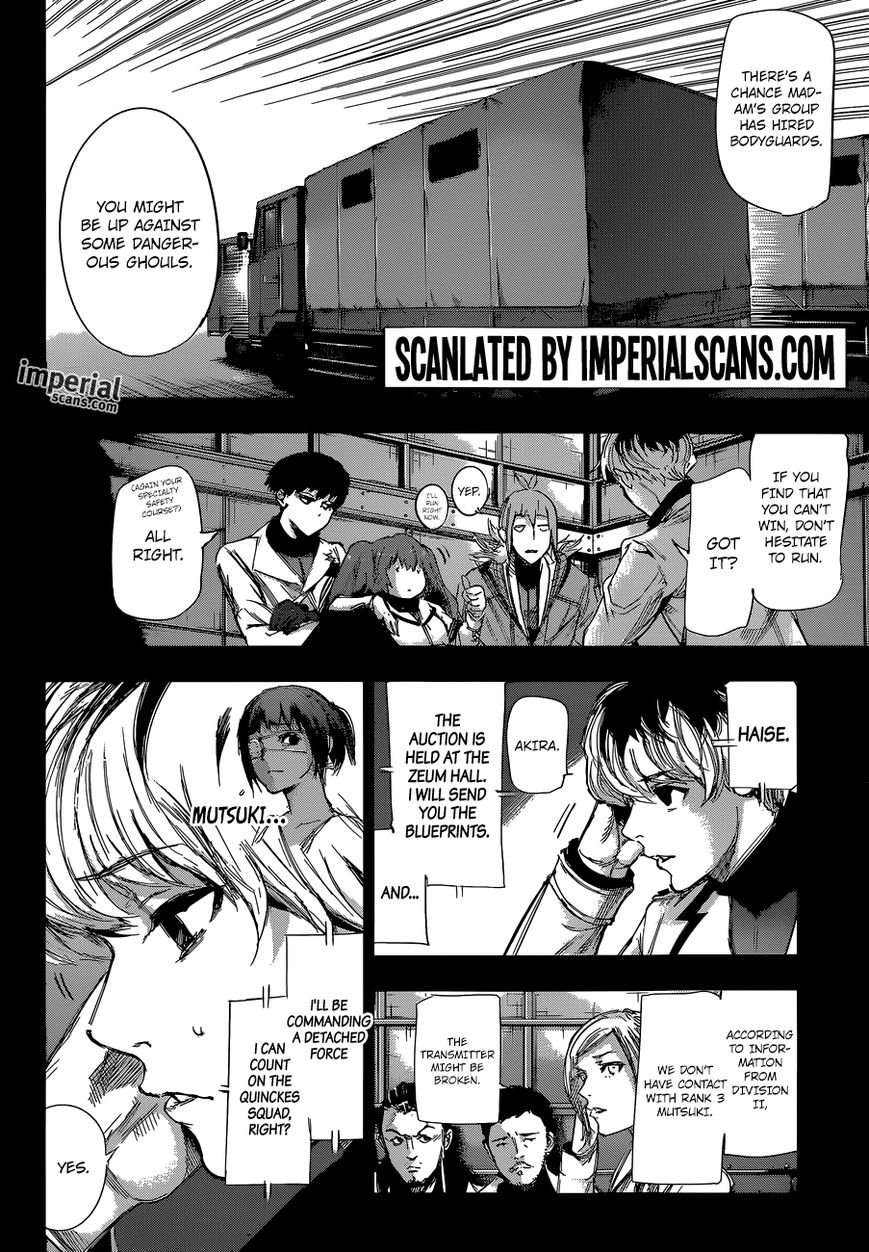 THERE'S A
CHANCE MAD-
AM'S GROUP
HAS HIRED
BODYGUARDS.
YOU MIGHT
BE UP AGAINST
SOME DANGER-
OUS GHOULS.
SCANLATED BY IMPERIALSCANS.COM
imperial
scans.com
IF YOU
FIND THAT
YOU CAN'T
WIN, DON'T
HESITATE
TO RUN.
GOT
IT?
YEP.
I'LL
RUN
RIGHT
NOW.
(AGAIN YOUR
SPECIALTY
SAFETY
COURSE?)
ALL
RIGHT.
HAISE.
AKIRA.
THE
AUCTION IS
HELD AT THE
ZEUM HALL.
I WILL SEND
YOU THE
BLUEPRINTS.
AND...
ACCORDING
TO INFOR-
MATION
FROM
DIVISION
II,
WE DON'T
HAVE CONTACT
WITH RANK 3
MUTSUKI.
THE
TRANSMITTER
MIGHT BE
BROKEN.
MUTSUKI...
I'LL BE
COMMANDING
A DETACHED
FORCE
I CAN
COUNT
ON THE
QUINCKES
SQUAD,
RIGHT?
YES.